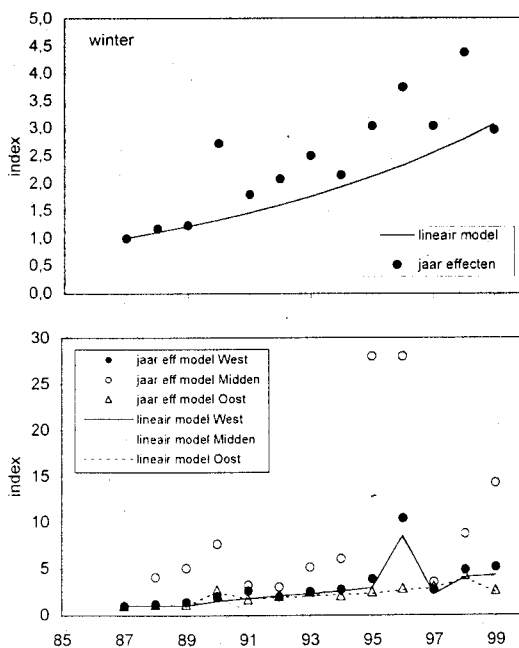 5,0
winter
4,5
4,0
3,5
3,0
2,5
2,0
1,5
1,0
0,5
0,0
index
lineair model
jaar effecten
30
25
20
15
10
5
0
index
jaar eff model West
jaar eff model Midden
jaar eff model Oost
lineair model West
lineair model Midden
lineair model Oost
85 87 89 91 93 95 97 99